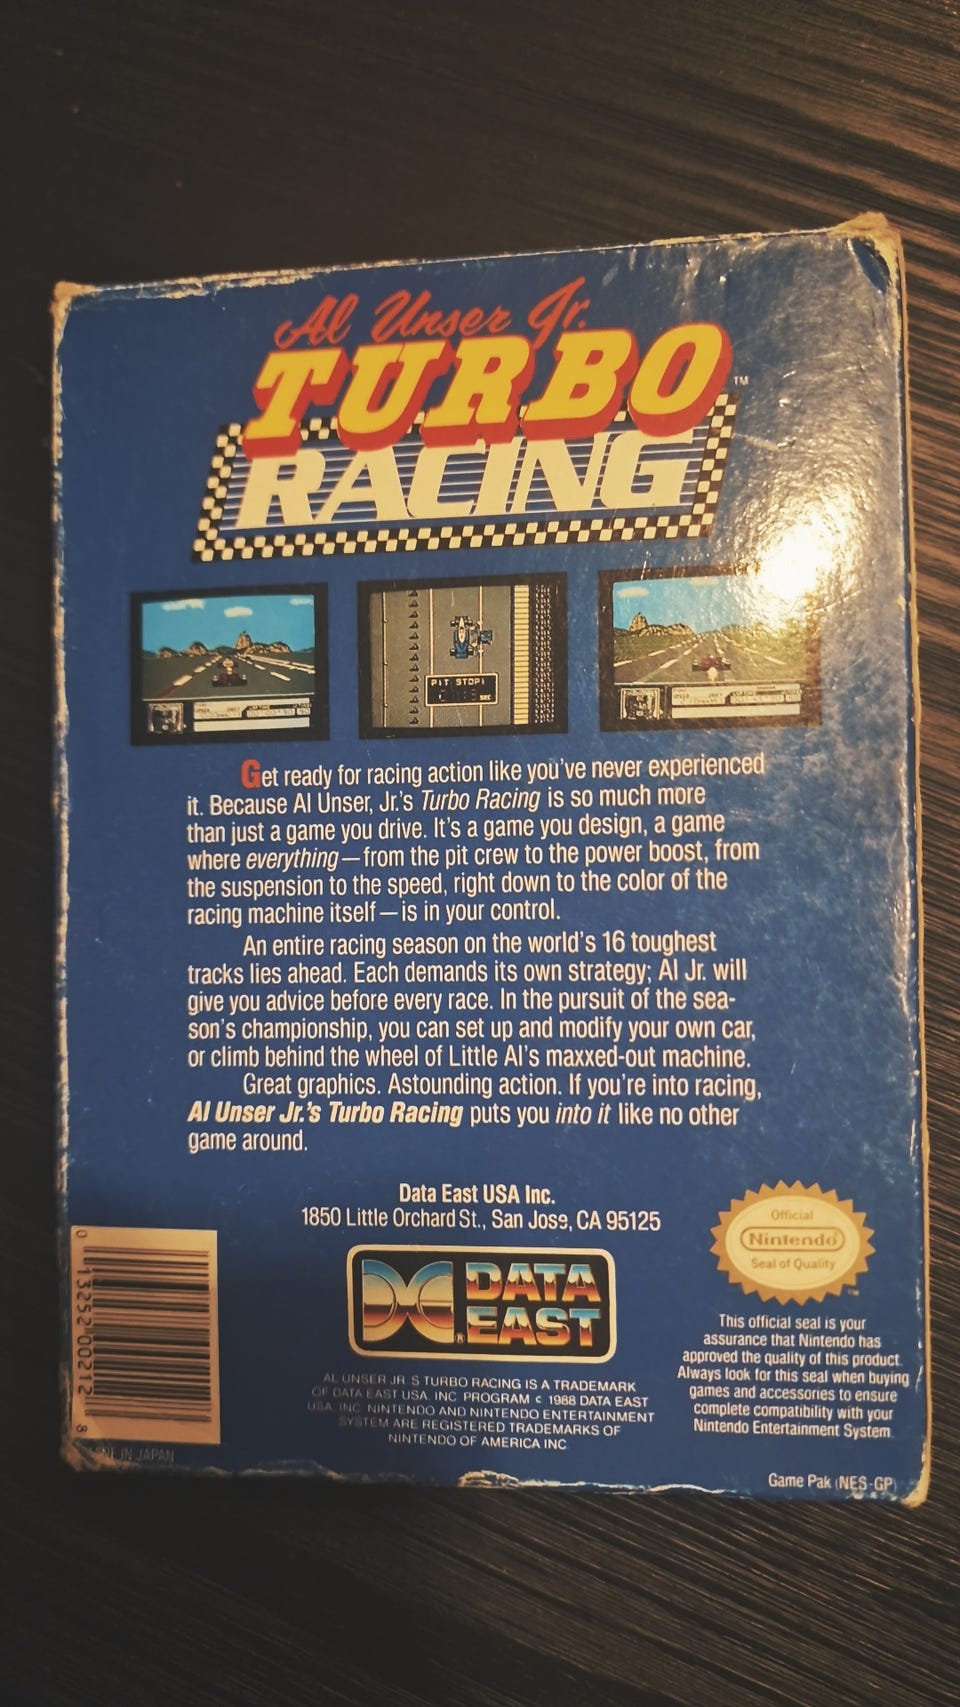 Al Unser Jr.
TURBO
RACING
TM
PIT STOP!
SEC
Get ready for racing action like you've never experienced
it. Because Al Unser, Jr.'s Turbo Racing is so much more
than just a game you drive. It's a game you design, a game
where everything—from the pit crew to the power boost, from
the suspension to the speed, right down to the color of the
racing machine itself—is in your control.
An entire racing season on the world's 16 toughest
tracks lies ahead. Each demands its own strategy; Al Jr. will
give you advice before every race. In the pursuit of the sea-
son's championship, you can set up and modify your own car,
or climb behind the wheel of Little Al's maxxed-out machine.
Great graphics. Astounding action. If you're into racing,
Al Unser Jr.'s Turbo Racing puts you into it like no other
game around.
Data East USA Inc.
1850 Little Orchard St., San Jose, CA 95125
DATA
EAST
®
AL UNSER JR S TURBO RACING IS A TRADEMARK
OF DATA EAST USA, INC PROGRAM © 1988 DATA EAST
USA, INC NINTENDO AND NINTENDO ENTERTAINMENT
SYSTEM ARE REGISTERED TRADEMARKS OF
NINTENDO OF AMERICA INC
Official
Nintendo
Seal of Quality
TM
This official seal is your
assurance that Nintendo has
approved the quality of this product.
Always look for this seal when buying
games and accessories to ensure
complete compatibility with your
Nintendo Entertainment System.
Game Pak (NES-GP)
0 13252 00212 8
IN JAPAN